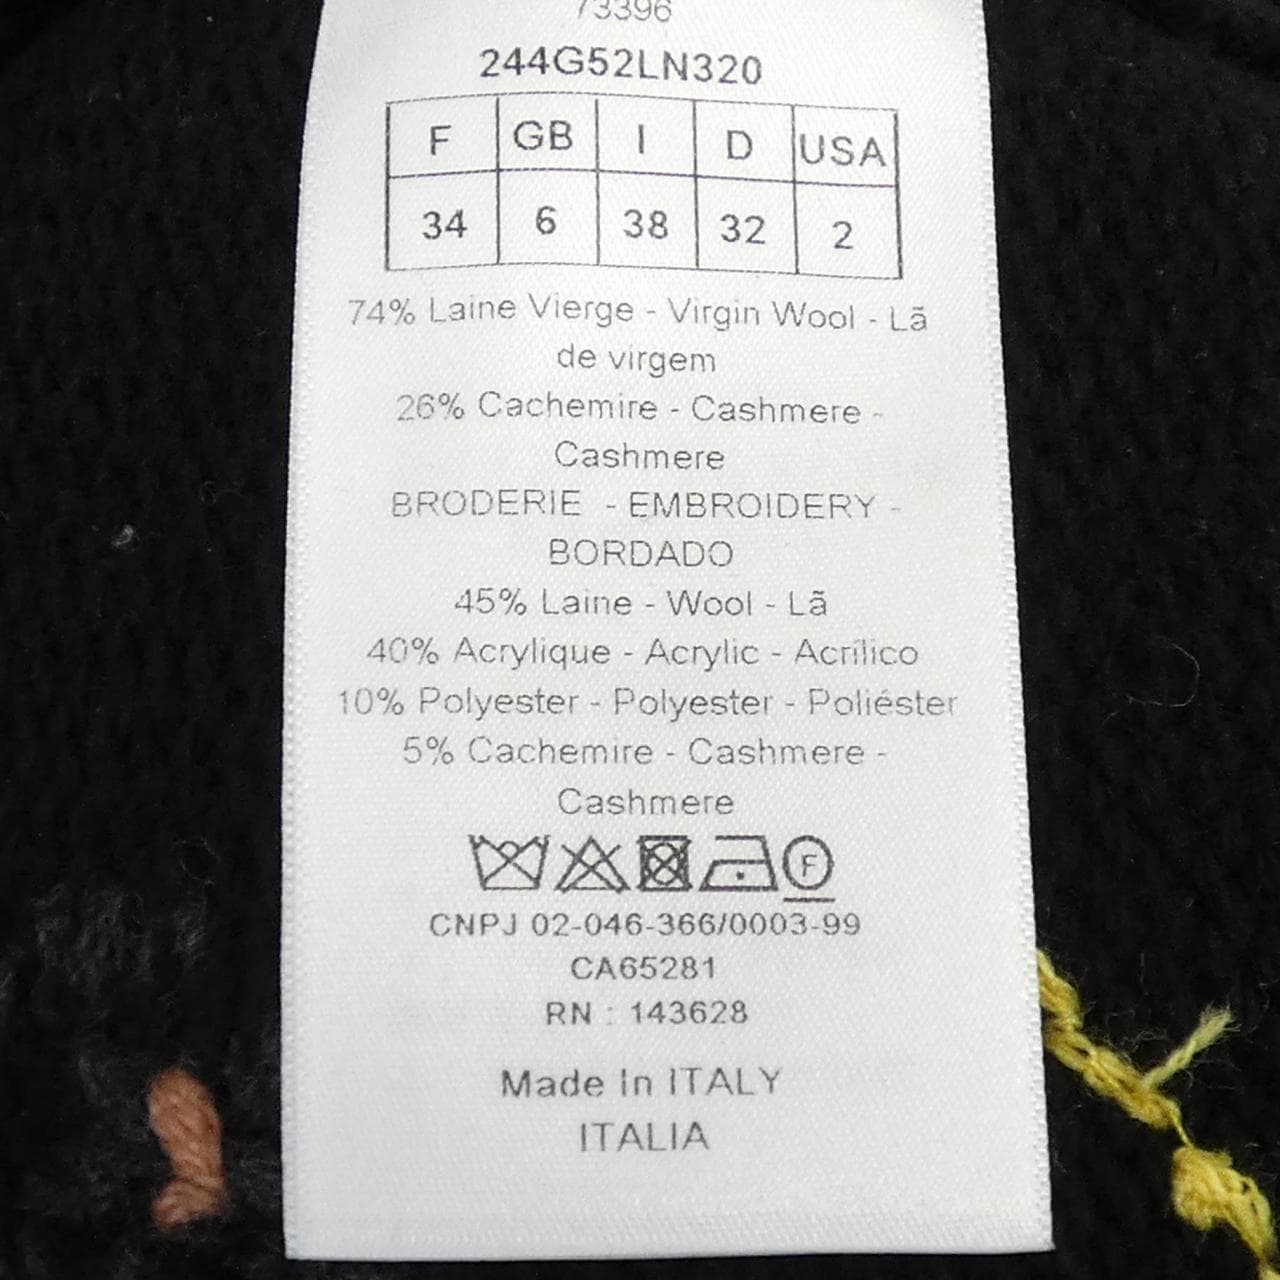 73396
244G52LN320
F GB I D USA
34 6 38 32 2
74% Laine Vierge - Virgin Wool - Lã
de virgem
26% Cachemire - Cashmere -
Cashmere
BRODERIE - EMBROIDERY -
BORDADO
45% Laine - Wool - Lã
40% Acrylique - Acrylic - Acrílico
10% Polyester - Polyester - Poliéster
5% Cachemire - Cashmere -
Cashmere
F
CNPJ 02-046-366/0003-99
CA65281
RN : 143628
Made In ITALY
ITALIA